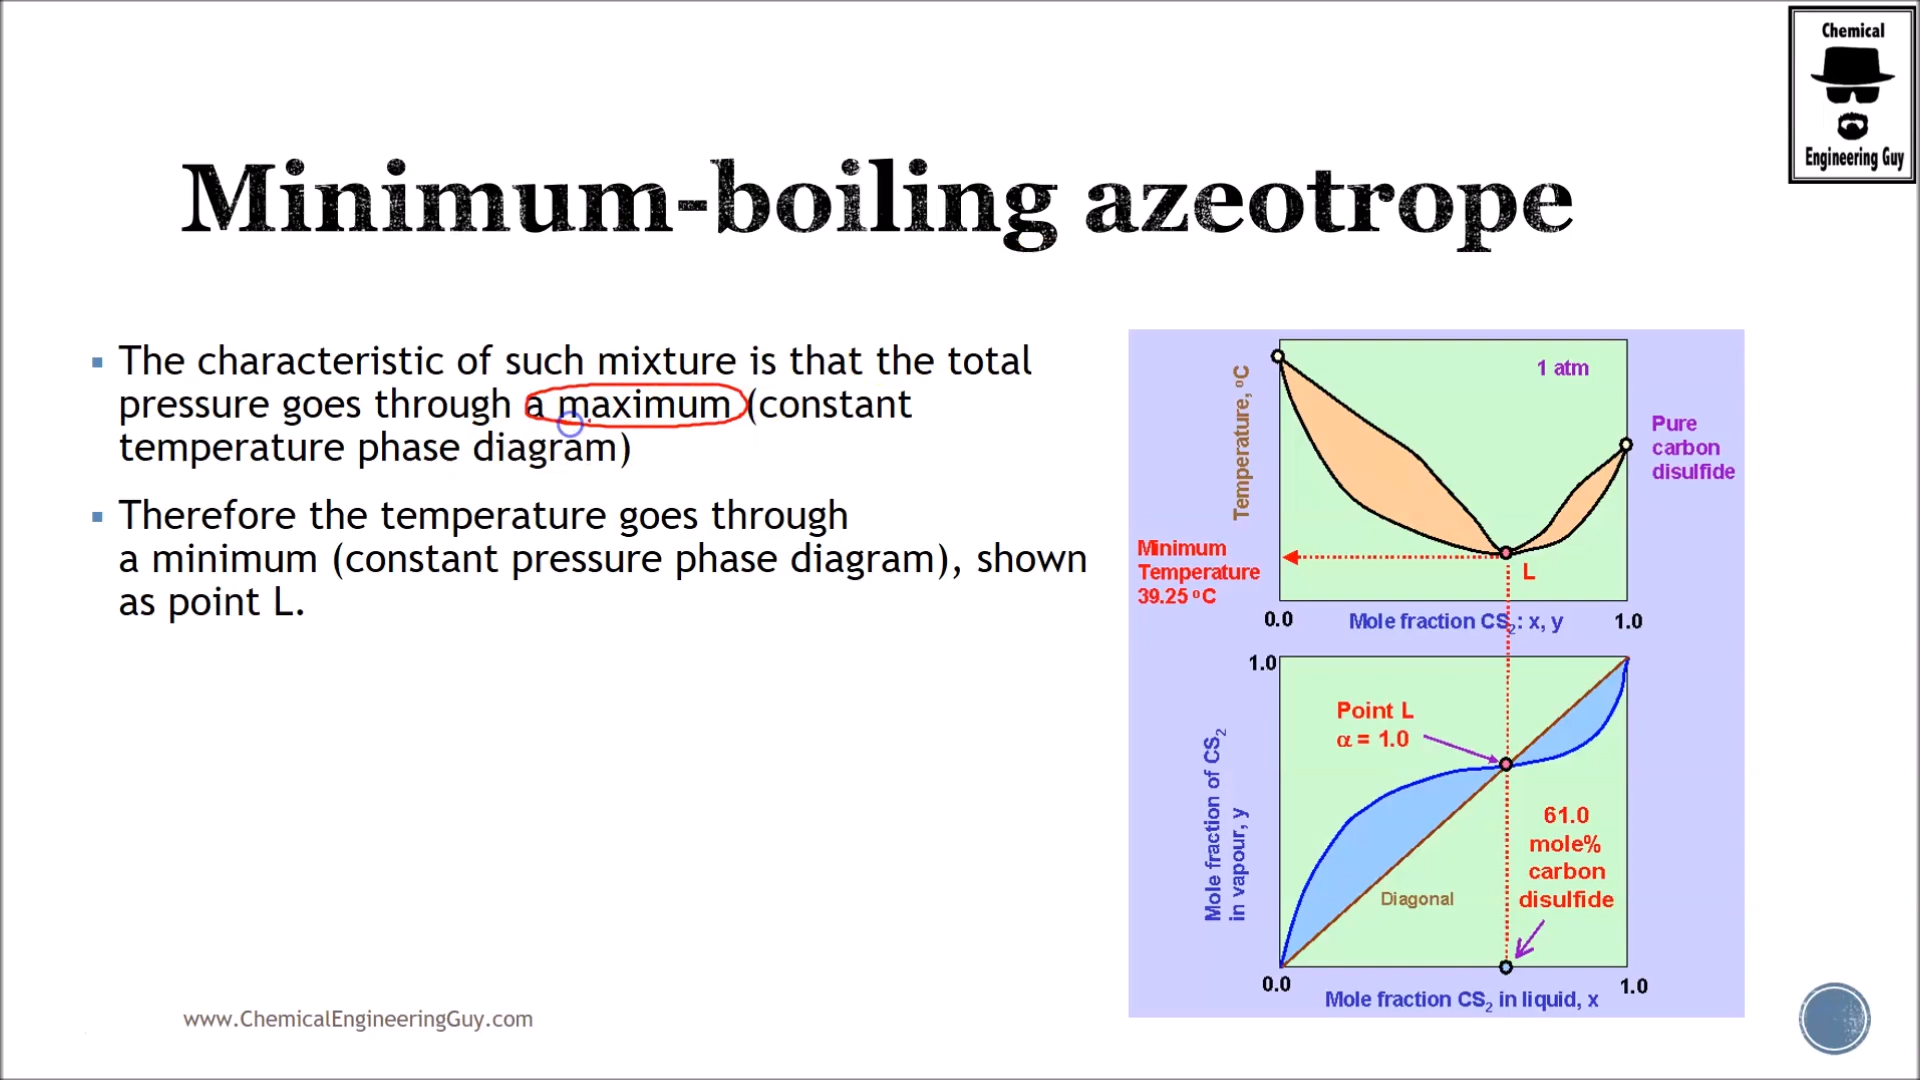 Chemical
Engineering Guy
Minimum-boiling azeotrope
▪ The characteristic of such mixture is that the total
pressure goes through a maximum (constant
temperature phase diagram)
▪ Therefore the temperature goes through
a minimum (constant pressure phase diagram), shown
as point L.
Temperature, ºC
1 atm
Pure
carbon
disulfide
Minimum
Temperature
39.25 ºC
L
0.0
Mole fraction CS₂: x, y
1.0
1.0
Mole fraction of CS₂
in vapour, y
Point L
α = 1.0
61.0
mole%
carbon
disulfide
Diagonal
0.0
Mole fraction CS₂ in liquid, x
1.0
www.ChemicalEngineeringGuy.com